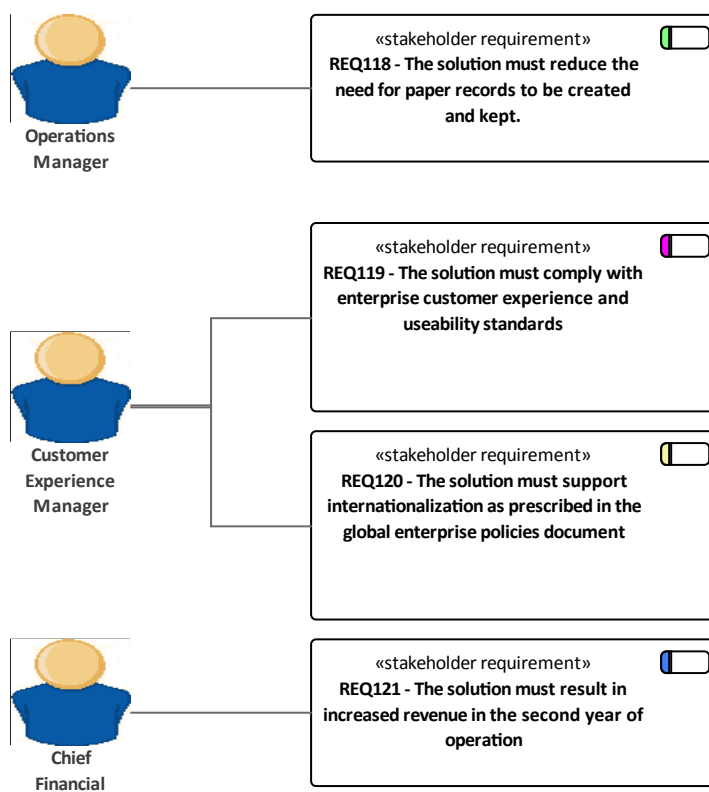 «stakeholder requirement»
REQ118 - The solution must reduce the
need for paper records to be created
and kept.
Operations
Manager
«stakeholder requirement»
REQ119 - The solution must comply with
enterprise customer experience and
useability standards
Customer
Experience
Manager
«stakeholder requirement»
REQ120 - The solution must support
internationalization as prescribed in the
global enterprise policies document
«stakeholder requirement»
REQ121 - The solution must result in
increased revenue in the second year of
operation
Chief
Financial